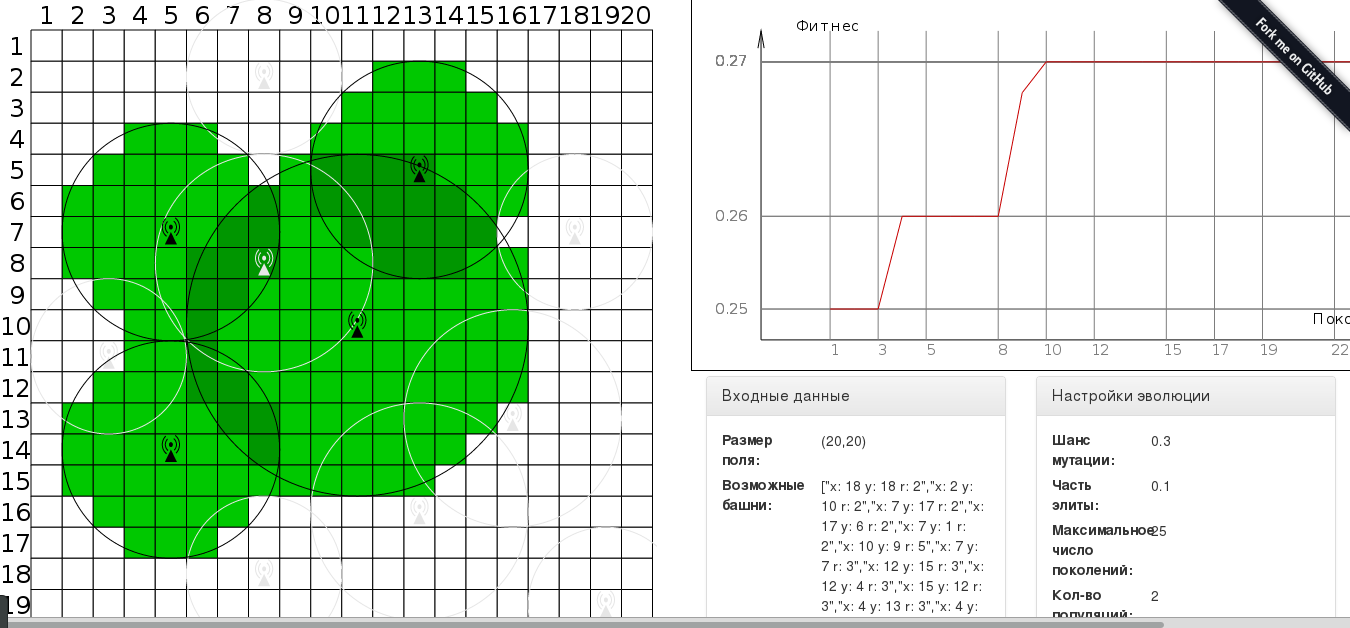 1 2 3 4 5 6 7 8 9 10 11 12 13 14 15 16 17 18 19 20
1
2
3
4
5
6
7
8
9
10
11
12
13
14
15
16
17
18
19
Фитнес
0.27
0.26
0.25
Покo
1 3 5 8 10 12 15 17 19 22
Fork me on GitHub
Входные данные
Размер поля: (20,20)
Возможные башни: ["x: 18 y: 18 r: 2","x: 2 y:
10 r: 2","x: 7 y: 17 r: 2","x:
17 y: 6 r: 2","x: 7 y: 1 r:
2","x: 10 y: 9 r: 5","x: 7 y:
7 r: 3","x: 12 y: 15 r: 3","x:
12 y: 4 r: 3","x: 15 y: 12 r:
3","x: 4 y: 13 r: 3","x: 4 y:
Настройки эволюции
Шанс мутации: 0.3
Часть элиты: 0.1
Максимальное число поколений: 25
Кол-во популяций: 2